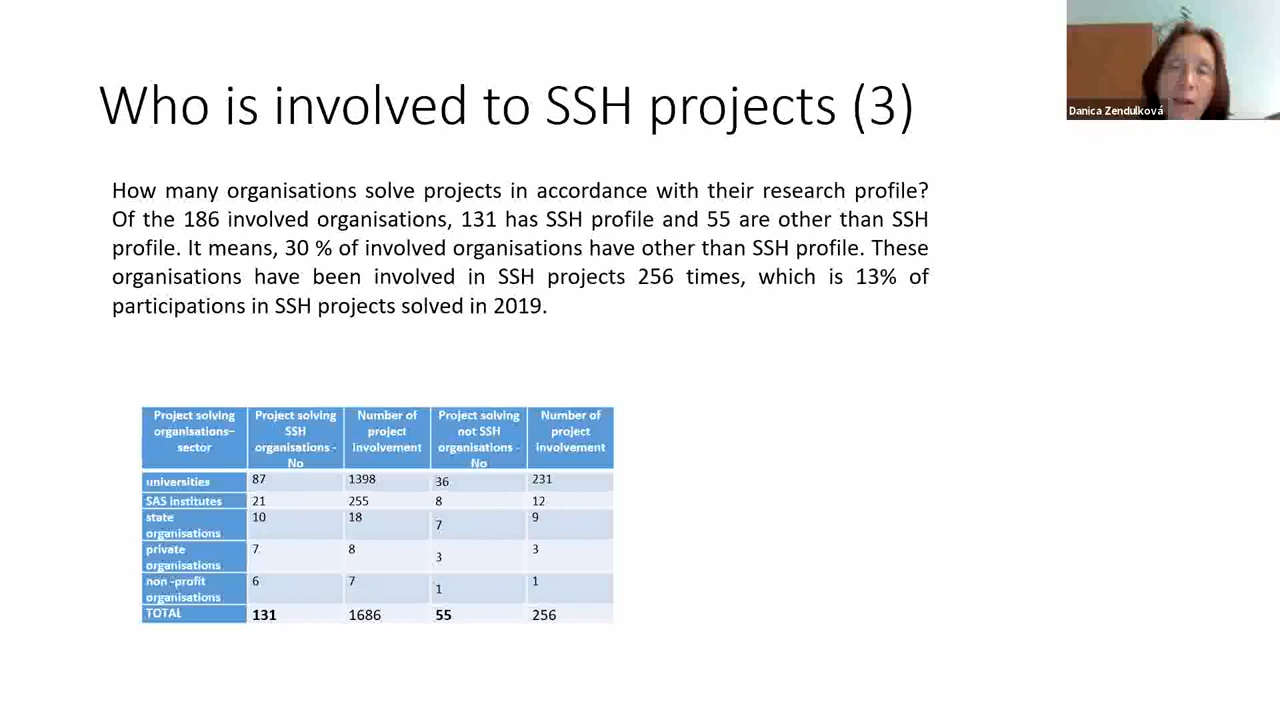 Who is involved to SSH projects (3)
Danica Zendulková
How many organisations solve projects in accordance with their research profile?
Of the 186 involved organisations, 131 has SSH profile and 55 are other than SSH
profile. It means, 30 % of involved organisations have other than SSH profile. These
organisations have been involved in SSH projects 256 times, which is 13% of
participations in SSH projects solved in 2019.
Project solving organisations– sector Project solving SSH organisations - No Number of project involvement Project solving not SSH organisations - No Number of project involvement
universities 87 1398 36 231
SAS institutes 21 255 8 12
state organisations 10 18 7 9
private organisations 7 8 3 3
non -profit organisations 6 7 1 1
TOTAL 131 1686 55 256